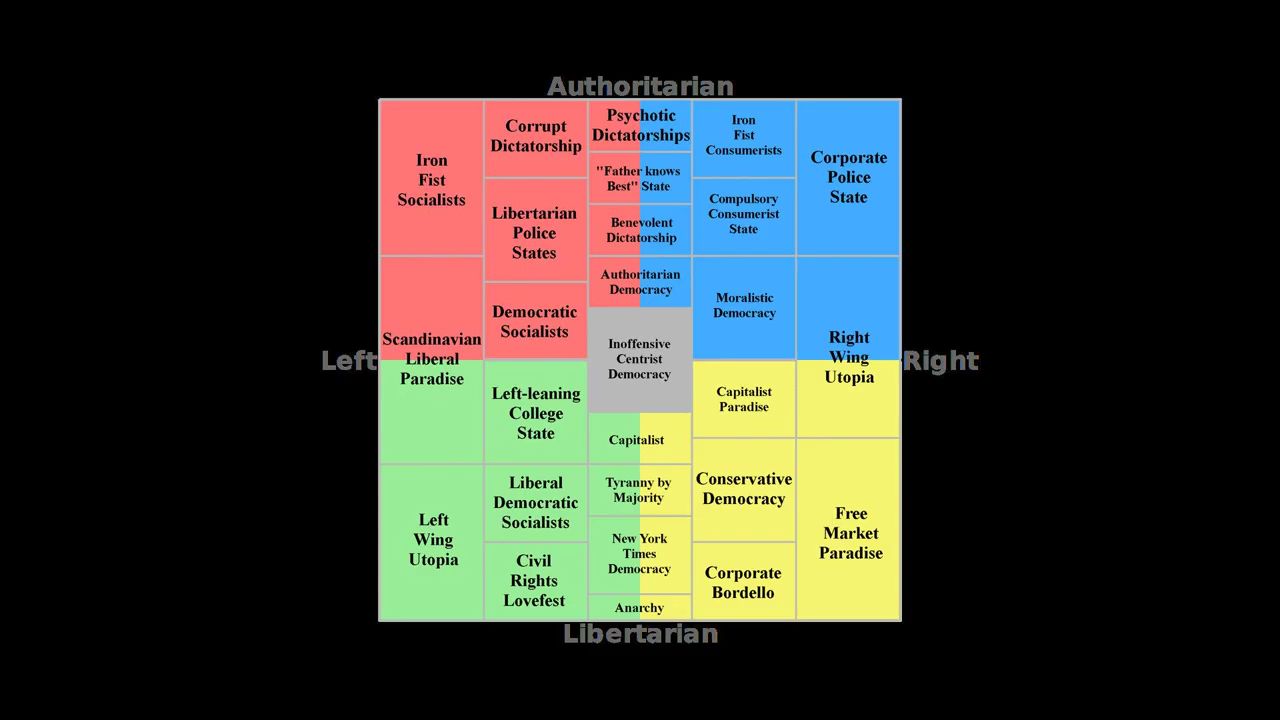 Authoritarian
Iron
Fist
Socialists
Corrupt
Dictatorship
Psychotic
Dictatorships
Iron
Fist
Consumerists
Corporate
Police
State
"Father knows
Best" State
Libertarian
Police
States
Compulsory
Consumerist
State
Benevolent
Dictatorship
Authoritarian
Democracy
Democratic
Socialists
Moralistic
Democracy
Left
Scandinavian
Liberal
Paradise
Inoffensive
Centrist
Democracy
Right
Wing
Utopia
Right
Left-leaning
College
State
Capitalist
Paradise
Capitalist
Liberal
Democratic
Socialists
Tyranny by
Majority
Conservative
Democracy
Left
Wing
Utopia
New York
Times
Democracy
Free
Market
Paradise
Civil
Rights
Lovefest
Corporate
Bordello
Anarchy
Libertarian